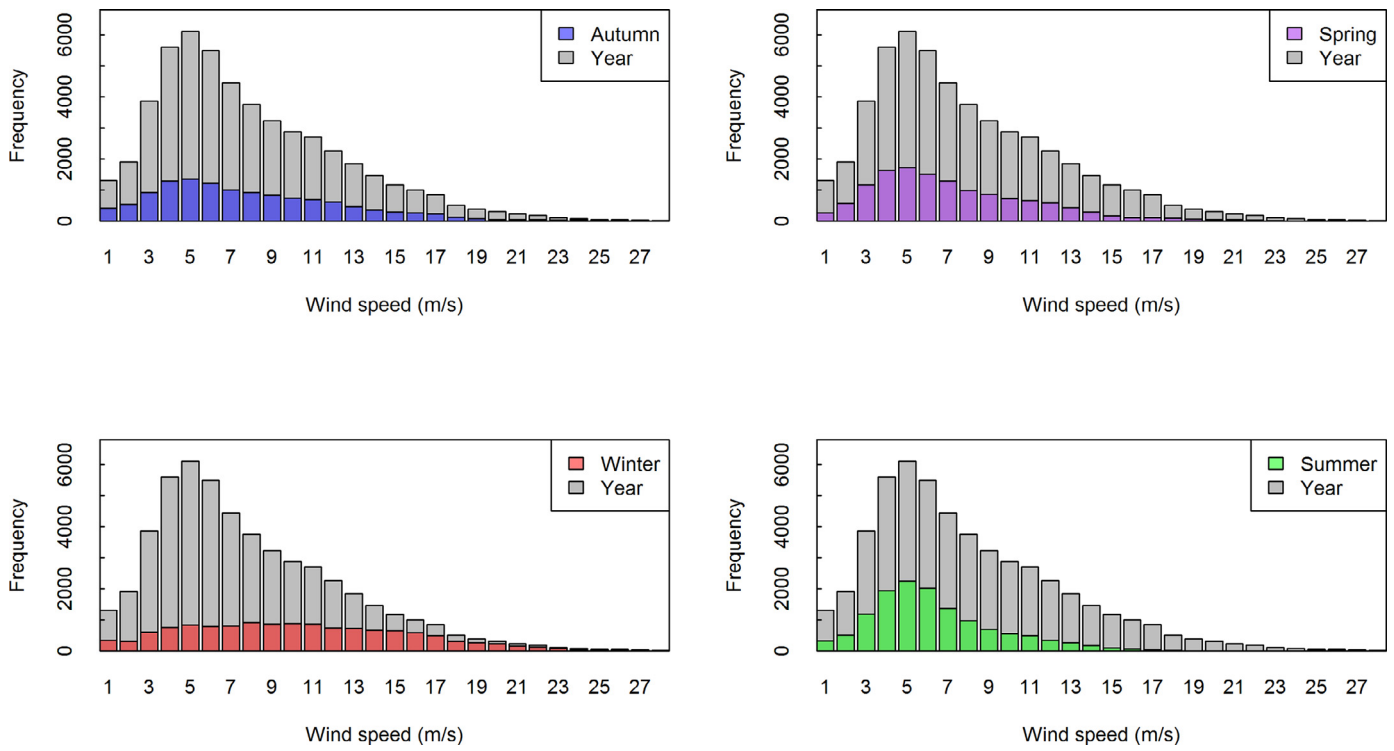 Frequency
6000
4000
2000
0
Autumn
Year
1 3 5 7 9 11 13 15 17 19 21 23 25 27
Wind speed (m/s)
Frequency
6000
4000
2000
0
Spring
Year
1 3 5 7 9 11 13 15 17 19 21 23 25 27
Wind speed (m/s)
Frequency
6000
4000
2000
0
Winter
Year
1 3 5 7 9 11 13 15 17 19 21 23 25 27
Wind speed (m/s)
Frequency
6000
4000
2000
0
Summer
Year
1 3 5 7 9 11 13 15 17 19 21 23 25 27
Wind speed (m/s)